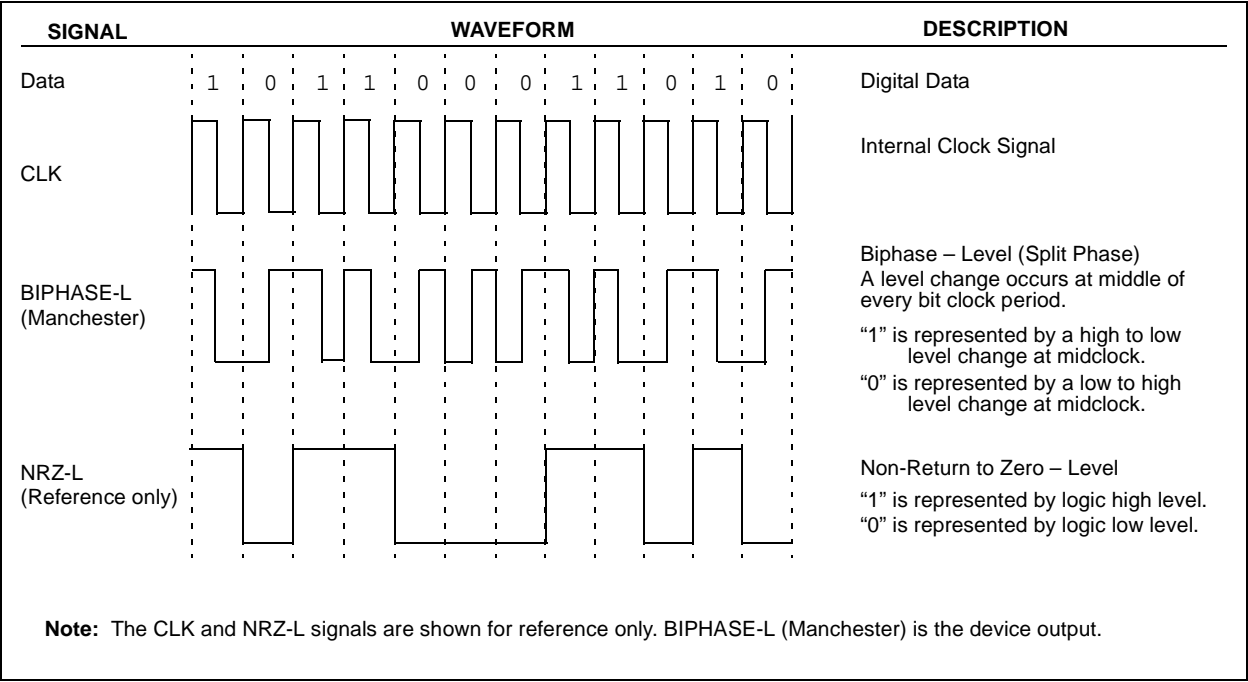 SIGNAL WAVEFORM DESCRIPTION
Data 1 0 1 1 0 0 0 1 1 0 1 0 Digital Data
CLK Internal Clock Signal
BIPHASE-L
(Manchester)
Biphase – Level (Split Phase)
A level change occurs at middle of
every bit clock period.
“1” is represented by a high to low
level change at midclock.
“0” is represented by a low to high
level change at midclock.
NRZ-L
(Reference only)
Non-Return to Zero – Level
“1” is represented by logic high level.
“0” is represented by logic low level.
Note: The CLK and NRZ-L signals are shown for reference only. BIPHASE-L (Manchester) is the device output.